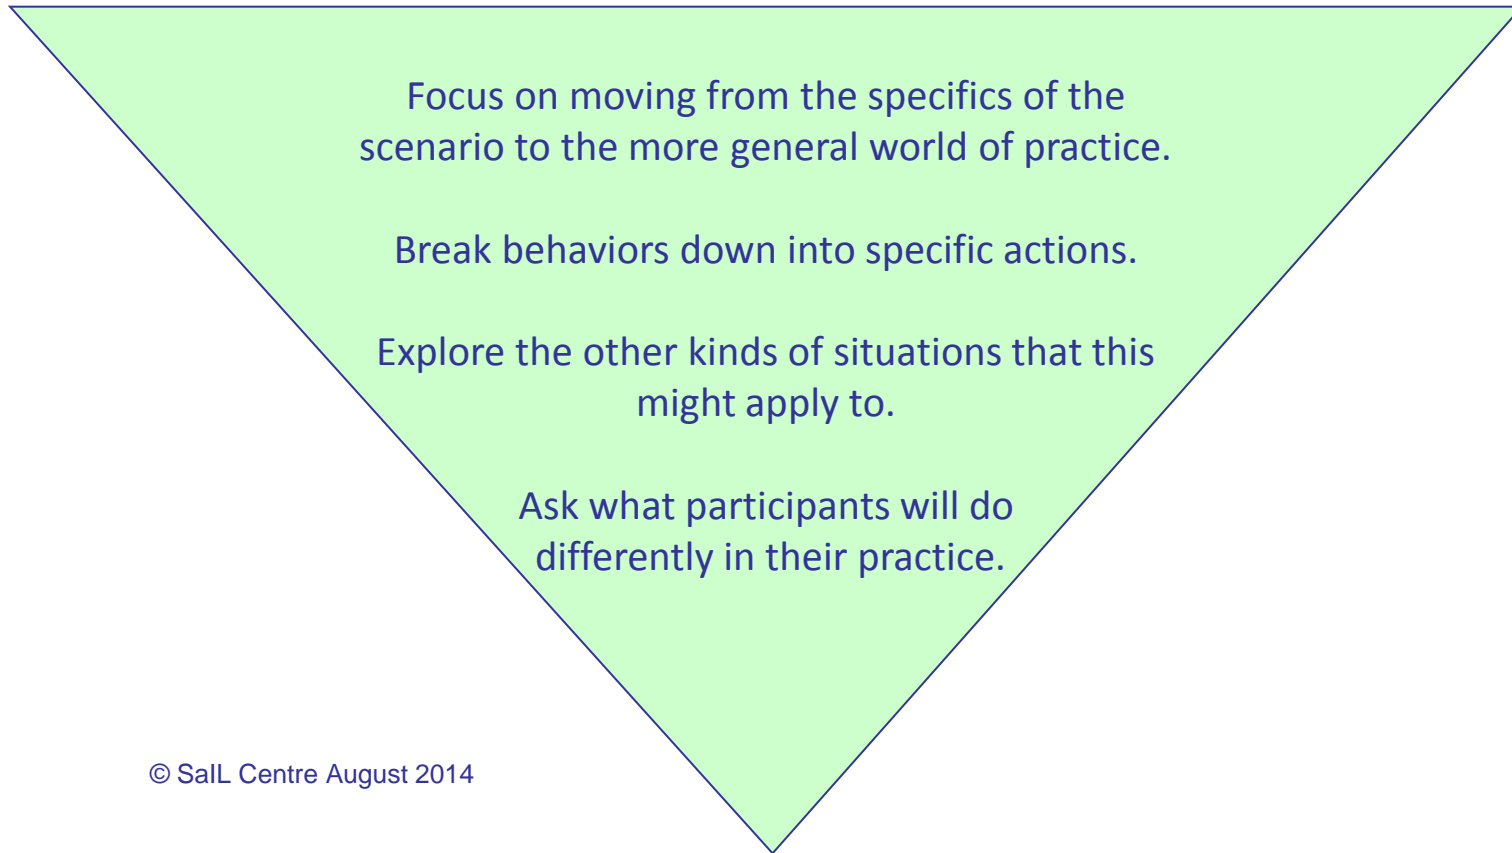 Focus on moving from the specifics of the
scenario to the more general world of practice.
Break behaviors down into specific actions.
Explore the other kinds of situations that this
might apply to.
Ask what participants will do
differently in their practice.
© SaIL Centre August 2014